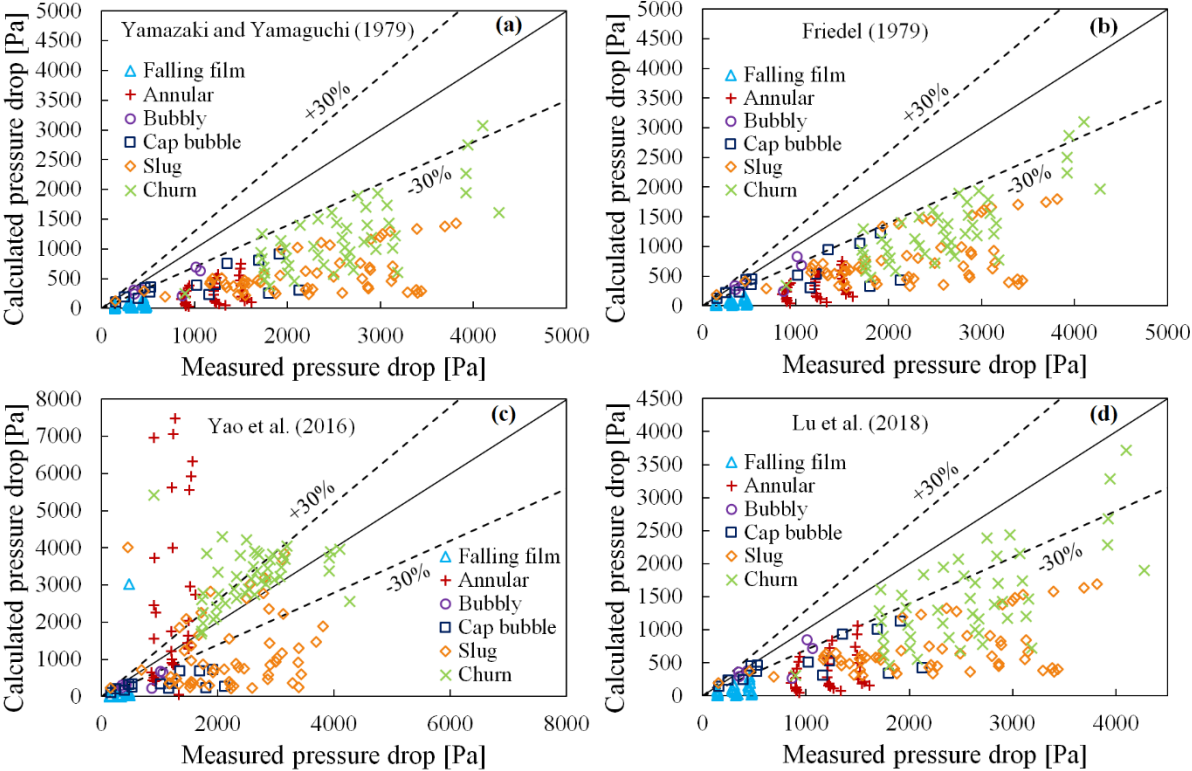 (a)
Yamazaki and Yamaguchi (1979)
Falling film
Annular
Bubbly
Cap bubble
Slug
Churn
+30%
-30%
5000
4500
4000
3500
3000
2500
2000
1500
1000
500
0
0 1000 2000 3000 4000 5000
Calculated pressure drop [Pa]
Measured pressure drop [Pa]
(b)
Friedel (1979)
Falling film
Annular
Bubbly
Cap bubble
Slug
Churn
+30%
-30%
5000
4500
4000
3500
3000
2500
2000
1500
1000
500
0
0 1000 2000 3000 4000 5000
Calculated pressure drop [Pa]
Measured pressure drop [Pa]
(c)
Yao et al. (2016)
+30%
-30%
Falling film
Annular
Bubbly
Cap bubble
Slug
Churn
8000
7000
6000
5000
4000
3000
2000
1000
0
0 2000 4000 6000 8000
Calculated pressure drop [Pa]
Measured pressure drop [Pa]
(d)
Lu et al. (2018)
Falling film
Annular
Bubbly
Cap bubble
Slug
Churn
+30%
-30%
4500
4000
3500
3000
2500
2000
1500
1000
500
0
0 1000 2000 3000 4000
Calculated pressure drop [Pa]
Measured pressure drop [Pa]